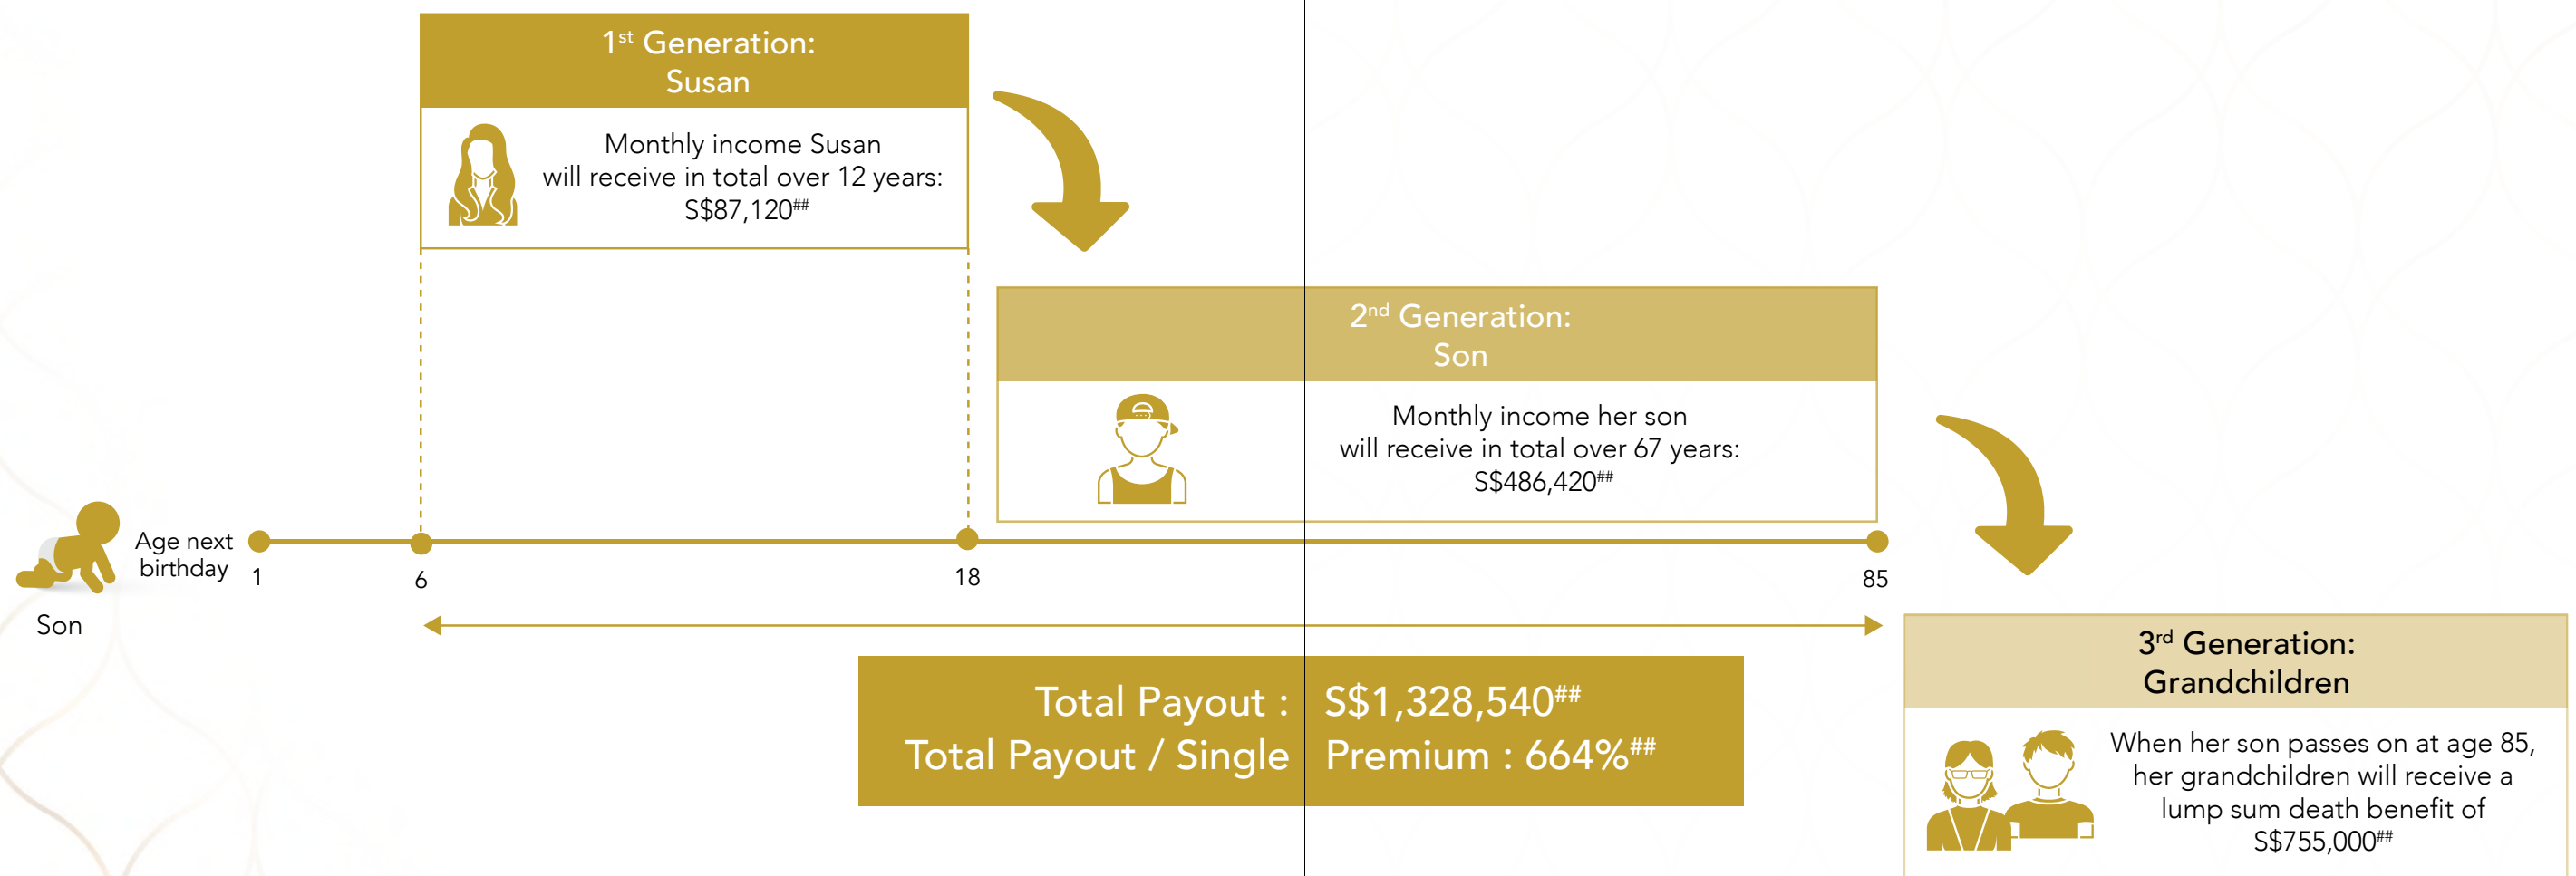 1st Generation:
Susan
Monthly income Susan
will receive in total over 12 years:
S$87,120##
2nd Generation:
Son
Monthly income her son
will receive in total over 67 years:
S$486,420##
Age next
birthday
1
6
18
85
Son
Total Payout : S$1,328,540##
Total Payout / Single Premium : 664%##
3rd Generation:
Grandchildren
When her son passes on at age 85,
her grandchildren will receive a
lump sum death benefit of
S$755,000##